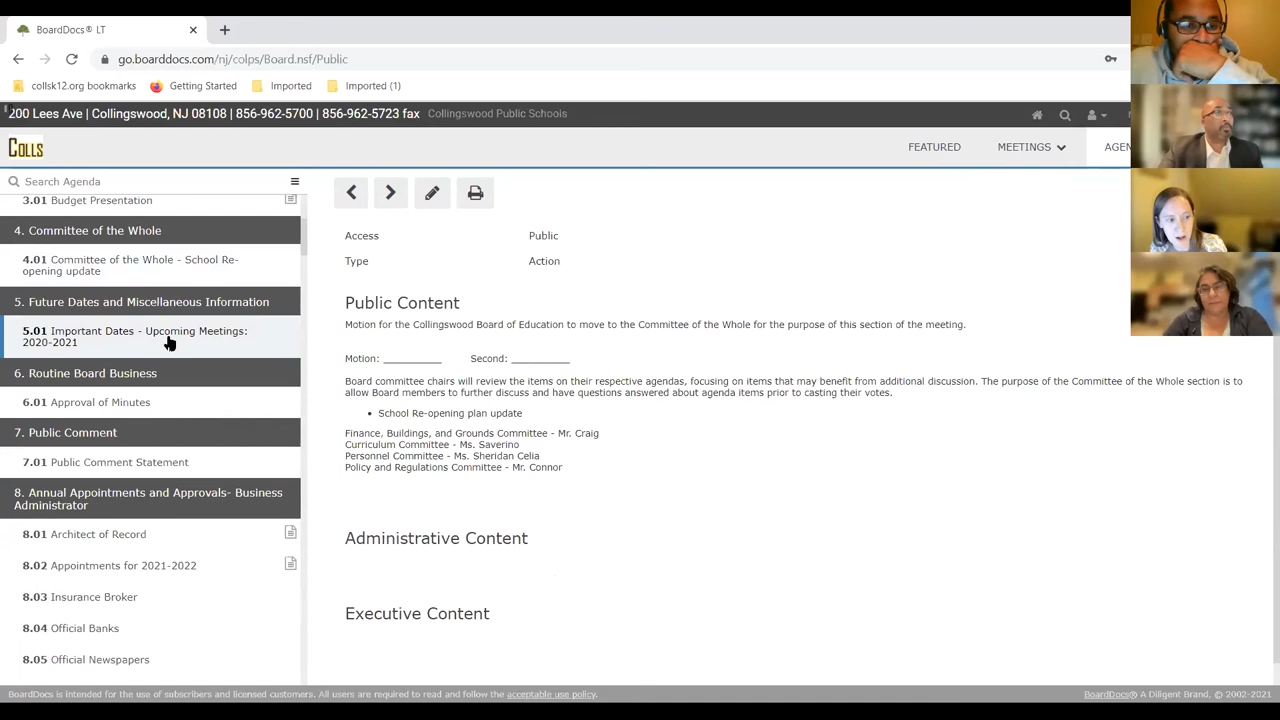 BoardDocs® LT
go.boarddocs.com/nj/colps/Board.nsf/Public
collsk12.org bookmarks Getting Started Imported Imported (1)
200 Lees Ave | Collingswood, NJ 08108 | 856-962-5700 | 856-962-5723 fax Collingswood Public Schools
COLLS
FEATURED MEETINGS AGEN
Search Agenda
3.01 Budget Presentation
4. Committee of the Whole
4.01 Committee of the Whole - School Re-
opening update
5. Future Dates and Miscellaneous Information
5.01 Important Dates - Upcoming Meetings:
2020-2021
6. Routine Board Business
6.01 Approval of Minutes
7. Public Comment
7.01 Public Comment Statement
8. Annual Appointments and Approvals- Business
Administrator
8.01 Architect of Record
8.02 Appointments for 2021-2022
8.03 Insurance Broker
8.04 Official Banks
8.05 Official Newspapers
Access Public
Type Action
Public Content
Motion for the Collingswood Board of Education to move to the Committee of the Whole for the purpose of this section of the meeting.
Motion: __________ Second: __________
Board committee chairs will review the items on their respective agendas, focusing on items that may benefit from additional discussion. The purpose of the Committee of the Whole section is to
allow Board members to further discuss and have questions answered about agenda items prior to casting their votes.
• School Re-opening plan update
Finance, Buildings, and Grounds Committee - Mr. Craig
Curriculum Committee - Ms. Saverino
Personnel Committee - Ms. Sheridan Celia
Policy and Regulations Committee - Mr. Connor
Administrative Content
Executive Content
BoardDocs is intended for the use of subscribers and licensed customers. All users are required to read and follow the acceptable use policy.
BoardDocs® A Diligent Brand, © 2002-2021